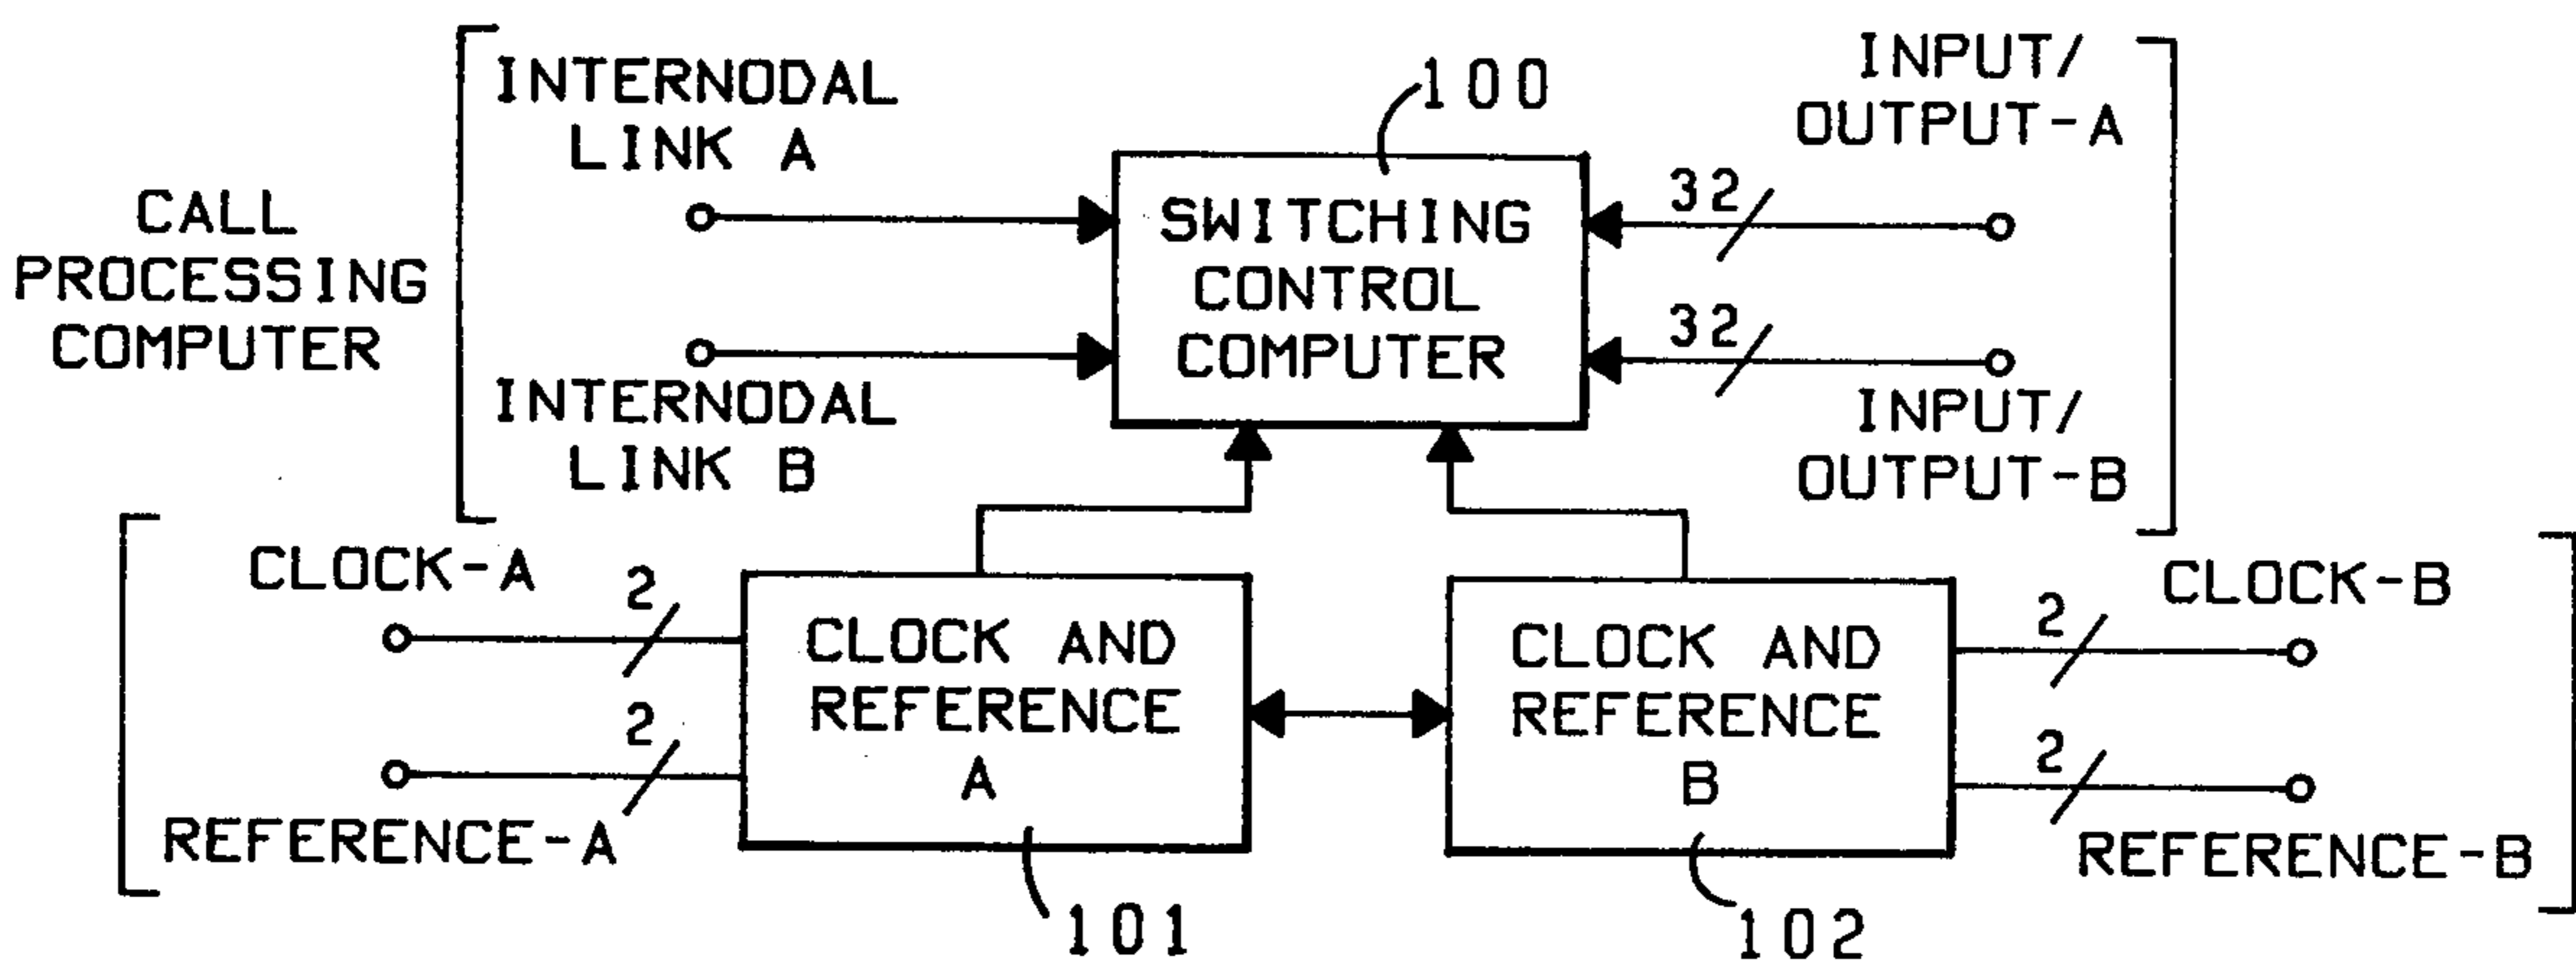 CALL
PROCESSING
COMPUTER
INTERNODAL
LINK A
INTERNODAL
LINK B
100
SWITCHING
CONTROL
COMPUTER
32
32
INPUT/
OUTPUT-A
INPUT/
OUTPUT-B
CLOCK-A
2
2
REFERENCE-A
CLOCK AND
REFERENCE
A
101
CLOCK AND
REFERENCE
B
102
2
2
CLOCK-B
REFERENCE-B